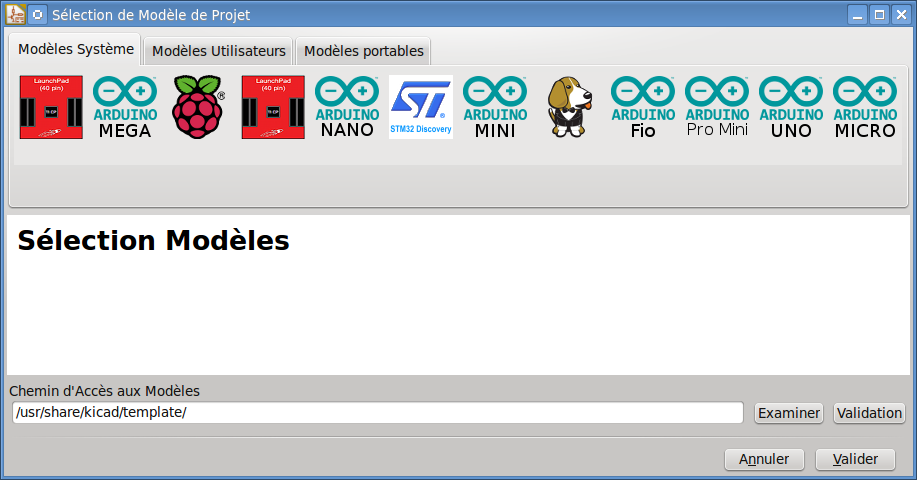 Sélection de Modèle de Projet
Modèles Système
Modèles Utilisateurs
Modèles portables
LaunchPad
(40 pin)
ARDUINO
MEGA
®
LaunchPad
(40 pin)
ARDUINO
NANO
ST
STM32 Discovery
ARDUINO
MINI
ARDUINO
Fio
ARDUINO
Pro Mini
ARDUINO
UNO
ARDUINO
MICRO
Sélection Modèles
Chemin d'Accès aux Modèles
/usr/share/kicad/template/
Examiner
Validation
Annuler
Valider